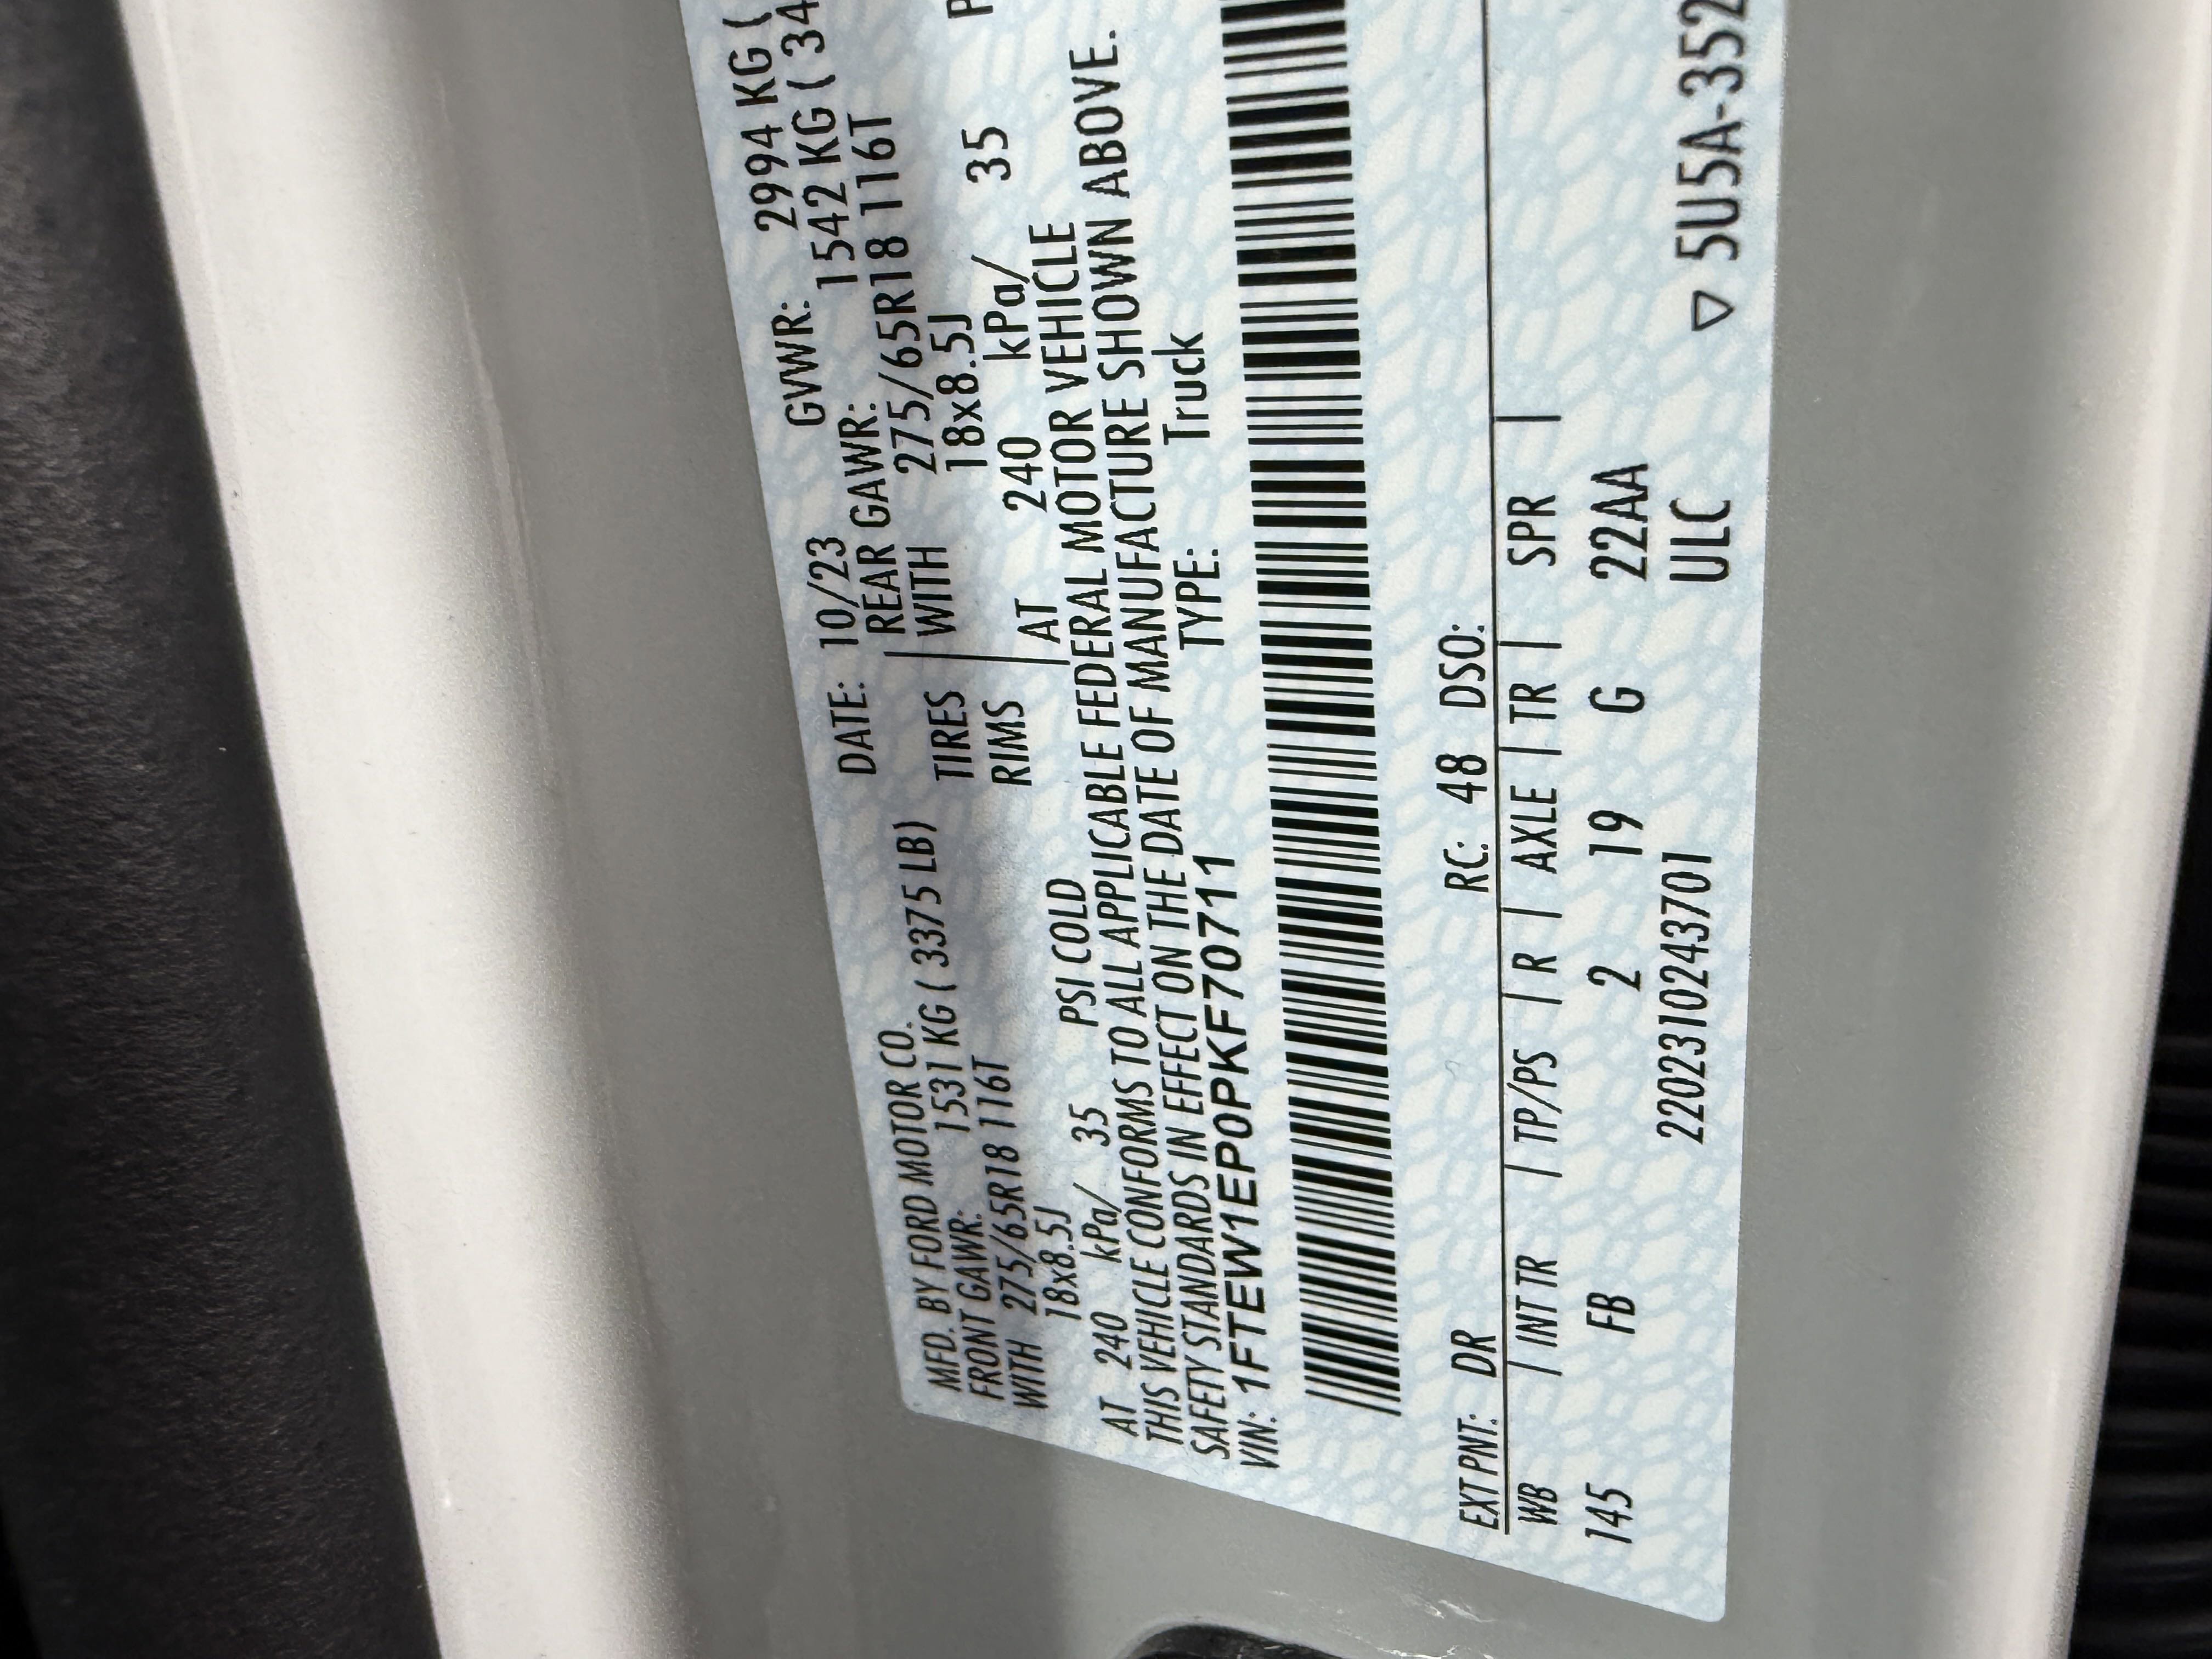 MFD. BY FORD MOTOR CO.
DATE: 10/23 GVWR: 2994 KG (
FRONT GAWR: 1531 KG ( 3375 LB)
REAR GAWR: 1542 KG ( 34
WITH 275/65R18 116T TIRES WITH 275/65R18 116T
18x8.5J RIMS 18x8.5J
AT 240 kPa/ 35 PSI COLD AT 240 kPa/ 35 P
THIS VEHICLE CONFORMS TO ALL APPLICABLE FEDERAL MOTOR VEHICLE
SAFETY STANDARDS IN EFFECT ON THE DATE OF MANUFACTURE SHOWN ABOVE.
VIN: 1FTEW1EP0PKF70711 TYPE: Truck
EXT PNT: DR RC: 48 DSO:
WB | INT TR | TP/PS | R | AXLE | TR | SPR |
145 FB 2 19 G 22AA
2202310243701 ULC ▽ 5U5A-352